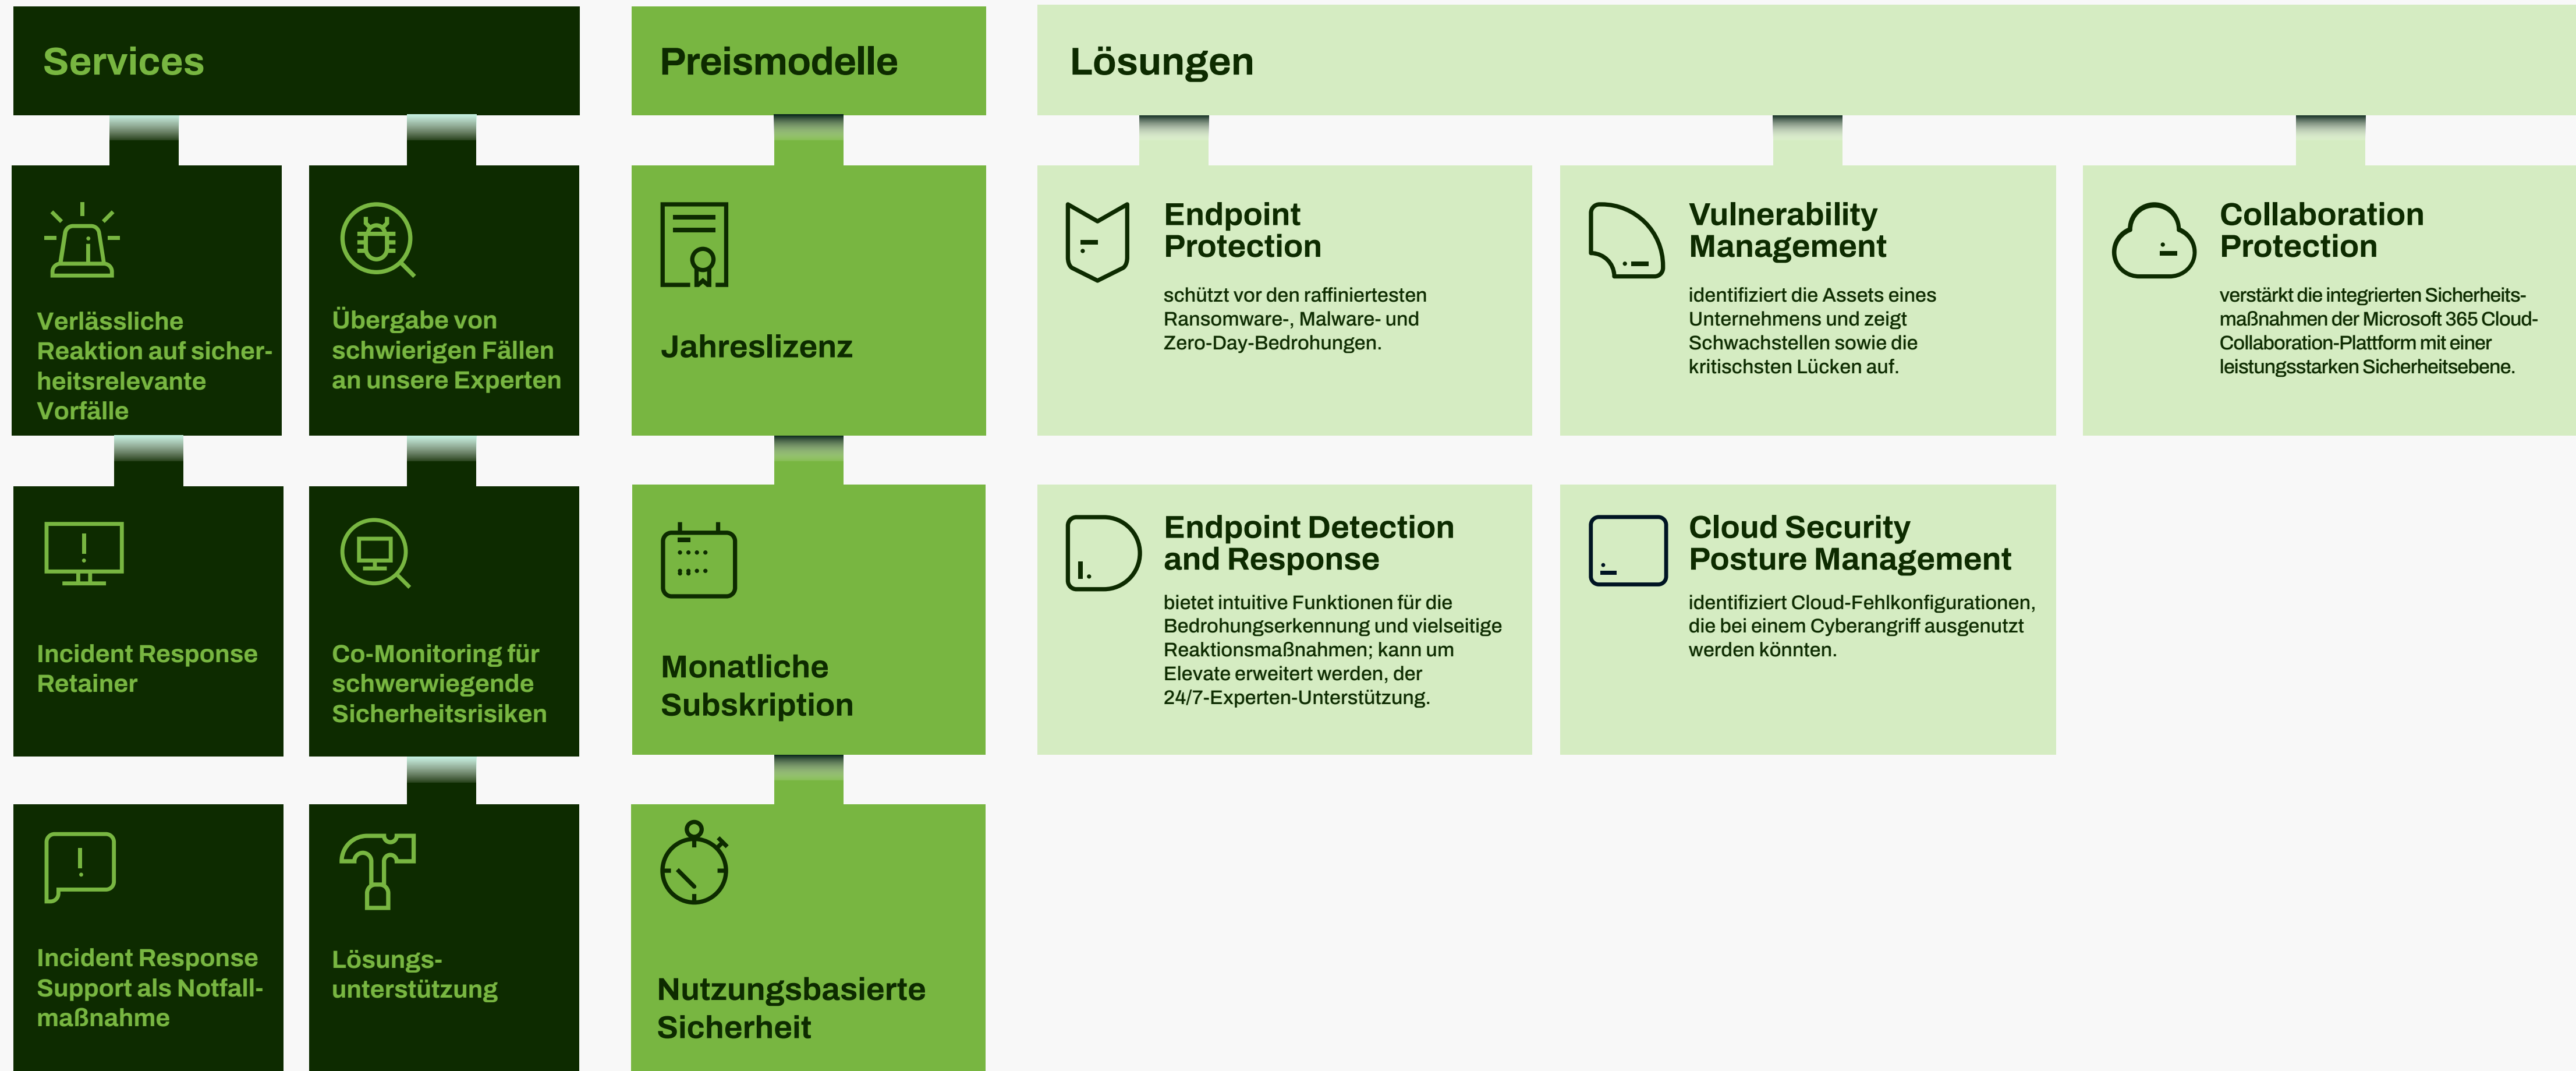 Services
Preismodelle
Lösungen
Verlässliche
Reaktion auf sicher-
heitsrelevante
Vorfälle
Übergabe von
schwierigen Fällen
an unsere Experten
Jahreslizenz
Endpoint
Protection
schützt vor den raffiniertesten
Ransomware-, Malware- und
Zero-Day-Bedrohungen.
Vulnerability
Management
identifiziert die Assets eines
Unternehmens und zeigt
Schwachstellen sowie die
kritischsten Lücken auf.
Collaboration
Protection
verstärkt die integrierten Sicherheits-
maßnahmen der Microsoft 365 Cloud-
Collaboration-Plattform mit einer
leistungsstarken Sicherheitsebene.
Incident Response
Retainer
Co-Monitoring für
schwerwiegende
Sicherheitsrisiken
Monatliche
Subskription
Endpoint Detection
and Response
bietet intuitive Funktionen für die
Bedrohungserkennung und vielseitige
Reaktionsmaßnahmen; kann um
Elevate erweitert werden, der
24/7-Experten-Unterstützung.
Cloud Security
Posture Management
identifiziert Cloud-Fehlkonfigurationen,
die bei einem Cyberangriff ausgenutzt
werden könnten.
Incident Response
Support als Notfall-
maßnahme
Lösungs-
unterstützung
Nutzungsbasierte
Sicherheit